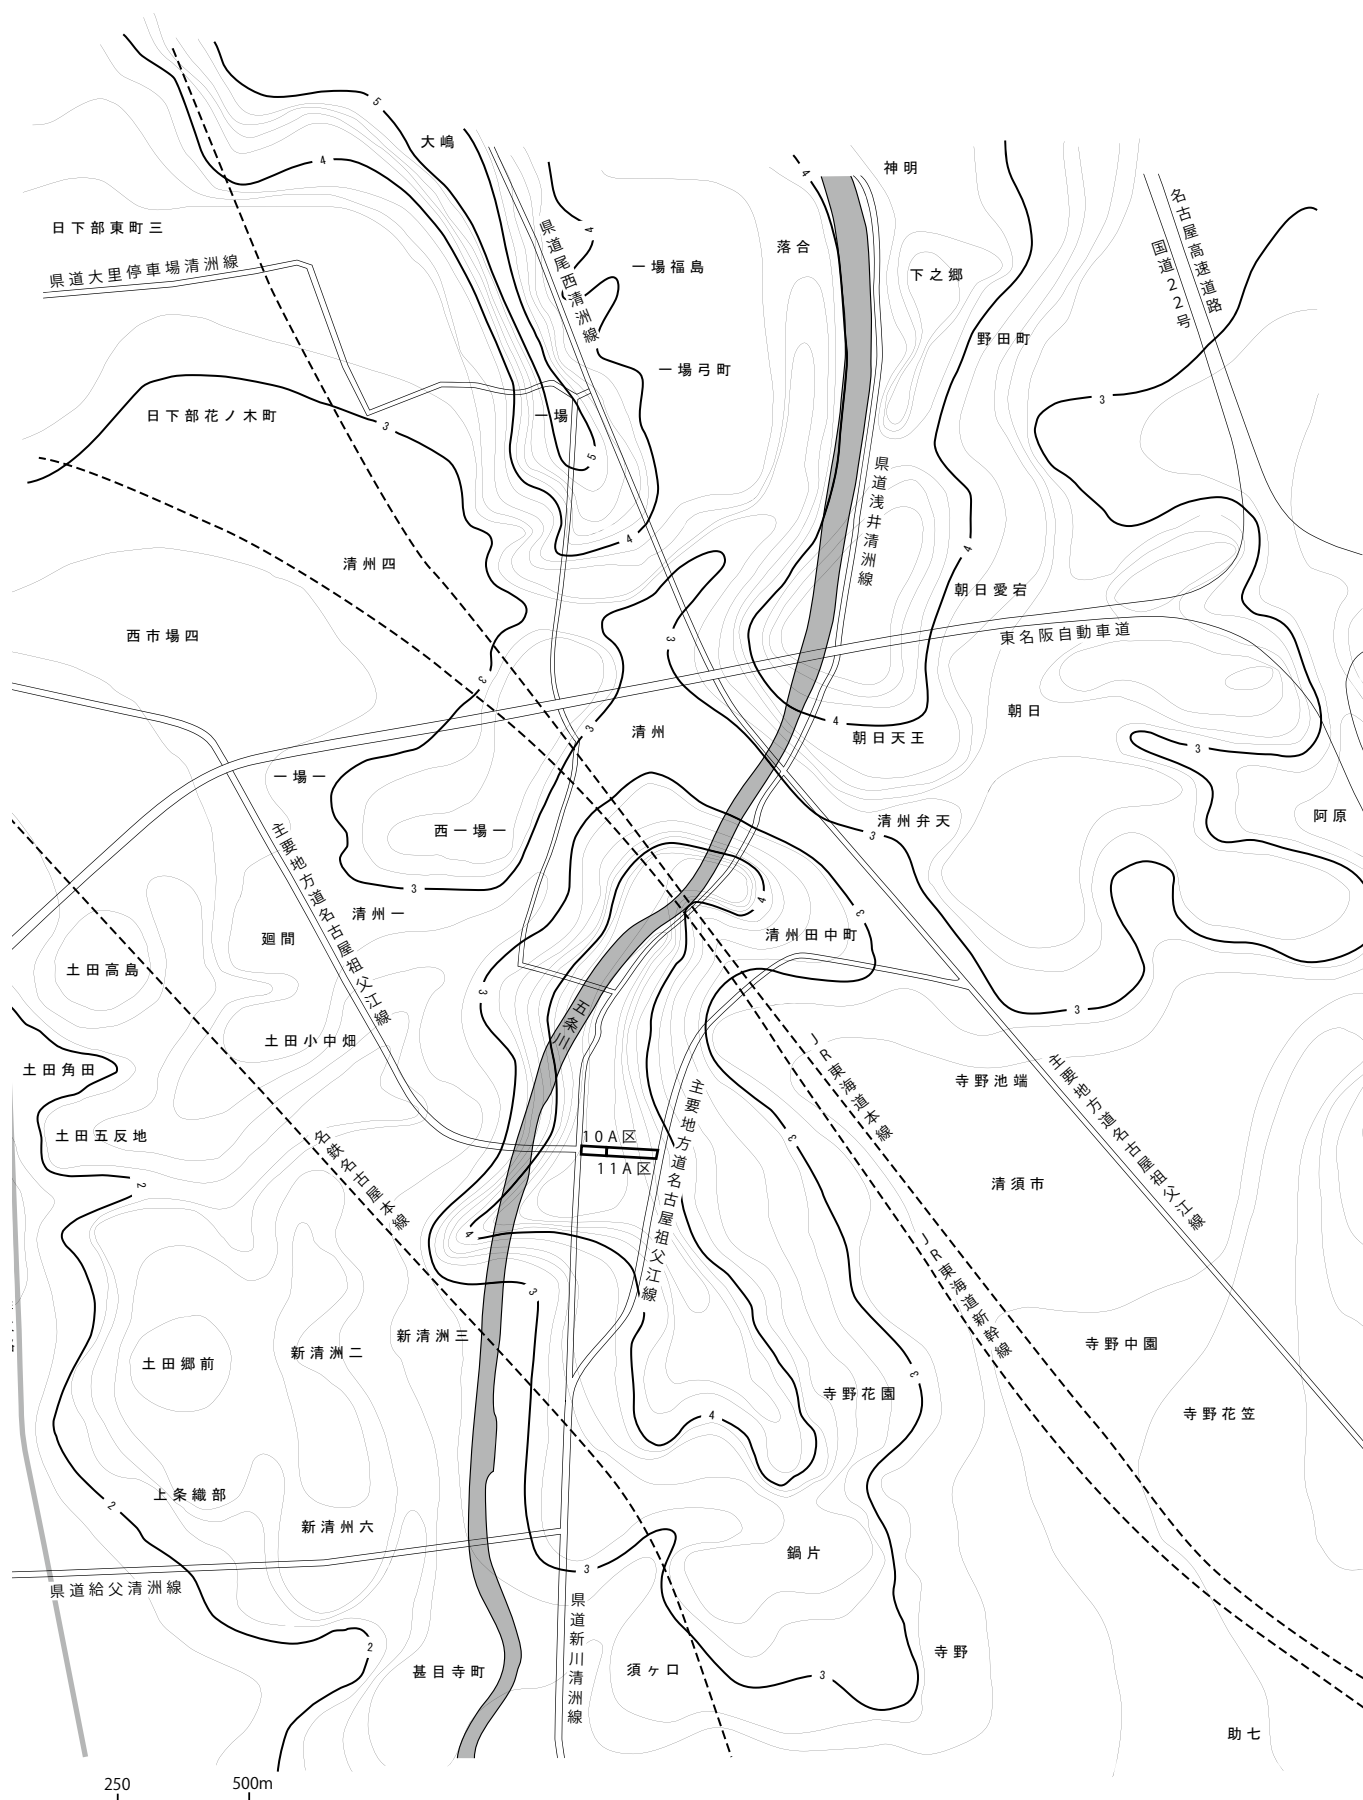 5
大嶋
4
神明
4
名古屋高速道路
国道22号
日下部東町三
県道大里停車場清洲線
県道尾西清洲線
4
一場福島
落合
下之郷
野田町
一場弓町
3
日下部花ノ木町
3
一場
5
県道浅井清洲線
4
4
清州四
朝日愛宕
西市場四
3
東名阪自動車道
3
朝日
3
清州
4
朝日天王
3
一場一
西一場一
清州弁天
3
阿原
主要地方道名古屋祖父江線
3
清州一
4
3
清州田中町
廻間
土田高島
3
五条川
3
土田小中畑
土田角田
JR東海道本線
寺野池端
主要地方道名古屋祖父江線
主要地方道名古屋祖父江線
土田五反地
名鉄名古屋本線
10A区
11A区
3
2
清須市
4
JR東海道新幹線
3
新清洲三
新清洲二
土田郷前
寺野中園
3
寺野花園
4
寺野花笠
2
上条織部
新清州六
鍋片
3
県道給父清洲線
県道新川清洲線
2
甚目寺町
須ヶ口
3
寺野
助七
250
500m